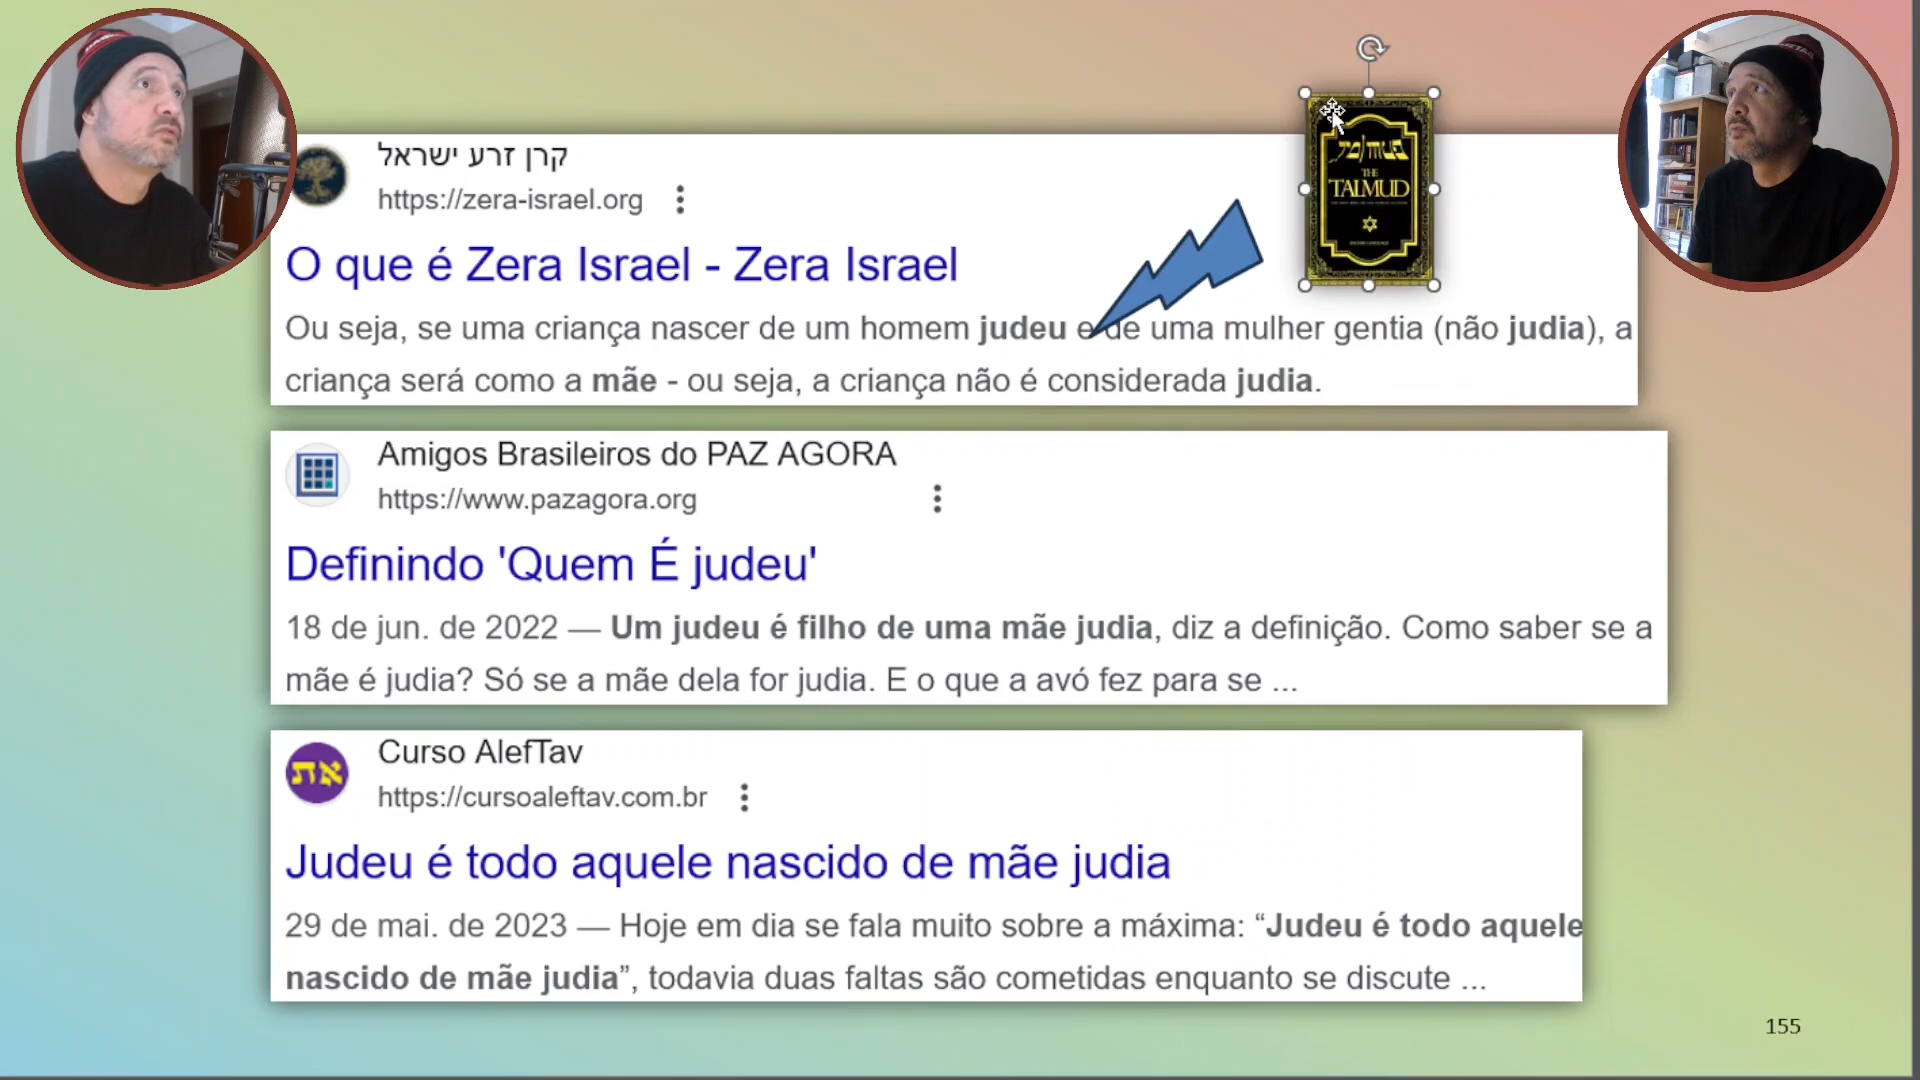 קרן זרע ישראל
https://zera-israel.org
O que é Zera Israel - Zera Israel
Ou seja, se uma criança nascer de um homem judeu e de uma mulher gentia (não judia), a
criança será como a mãe - ou seja, a criança não é considerada judia.
THE
TALMUD
Amigos Brasileiros do PAZ AGORA
https://www.pazagora.org
Definindo 'Quem É judeu'
18 de jun. de 2022 — Um judeu é filho de uma mãe judia, diz a definição. Como saber se a
mãe é judia? Só se a mãe dela for judia. E o que a avó fez para se ...
את
Curso AlefTav
https://cursoaleftav.com.br
Judeu é todo aquele nascido de mãe judia
29 de mai. de 2023 — Hoje em dia se fala muito sobre a máxima: “Judeu é todo aquele
nascido de mãe judia”, todavia duas faltas são cometidas enquanto se discute ...
155